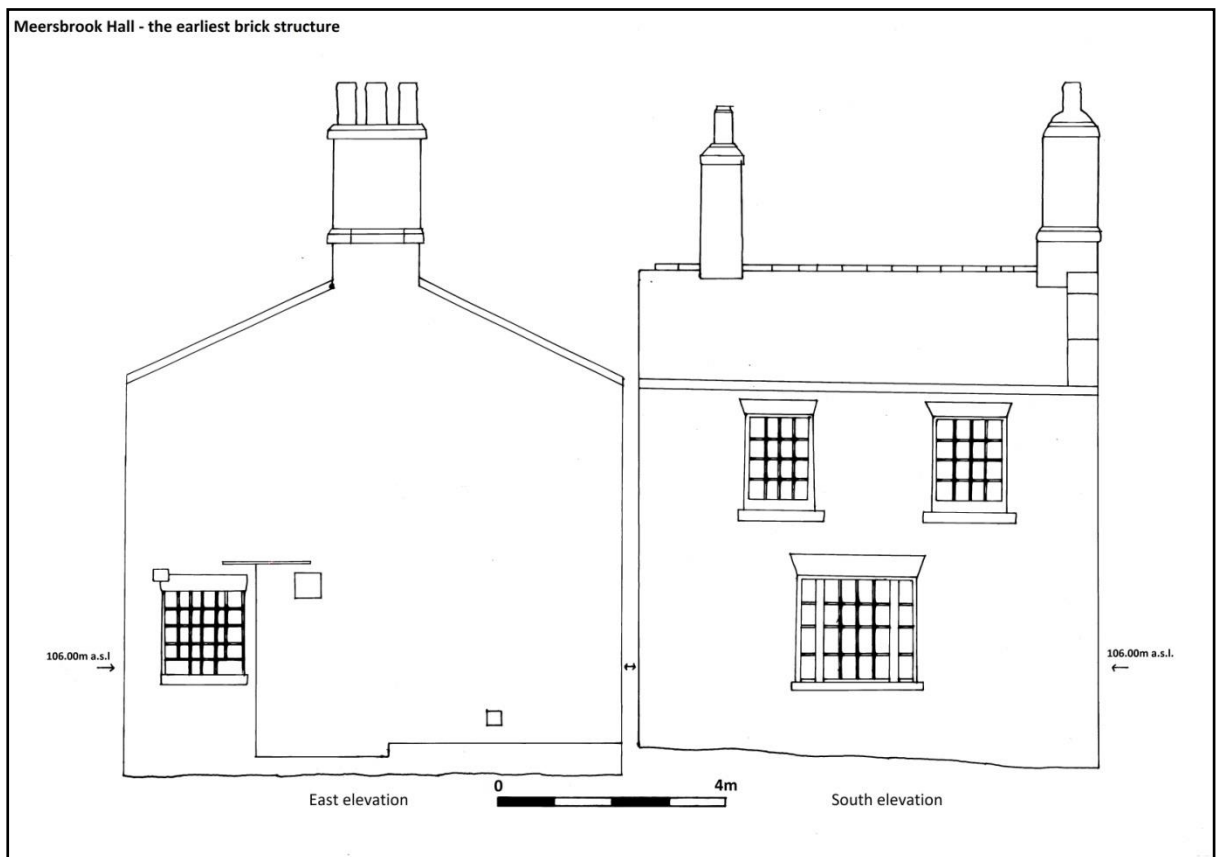 Meersbrook Hall - the earliest brick structure
106.00m a.s.l
106.00m a.s.l.
0 4m
East elevation
South elevation